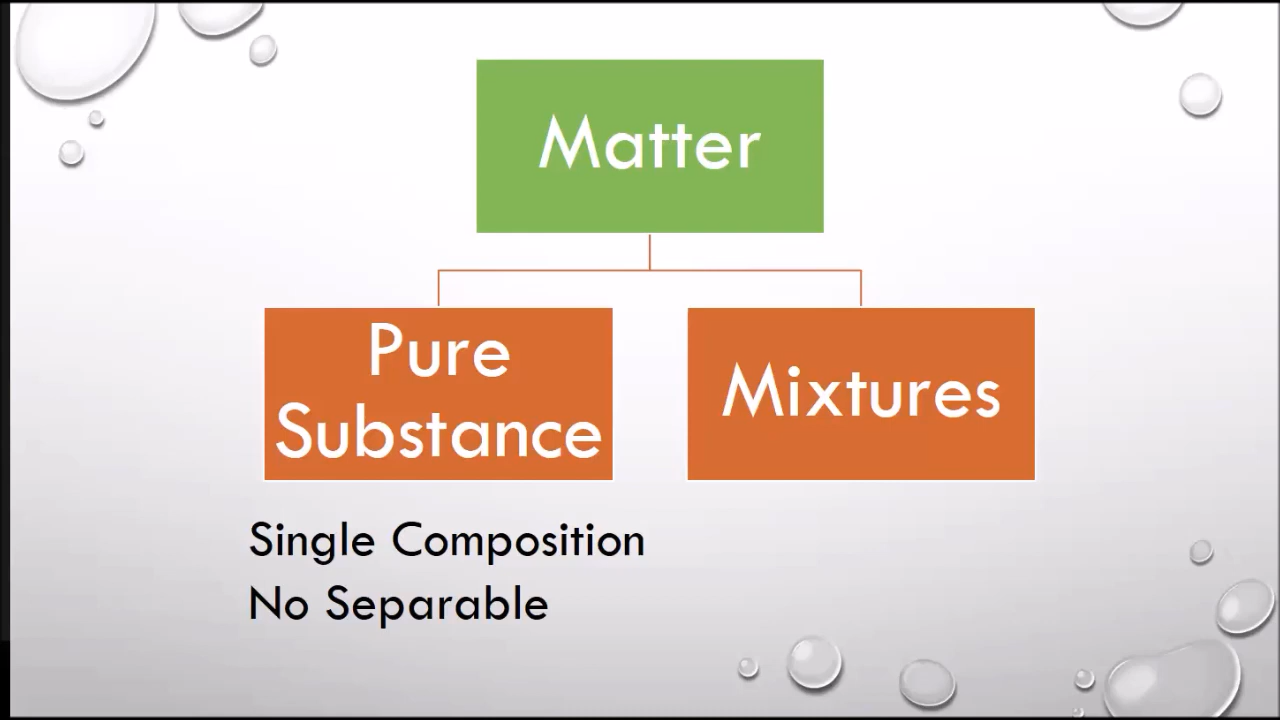 Matter
Pure
Substance
Mixtures
Single Composition
No Separable